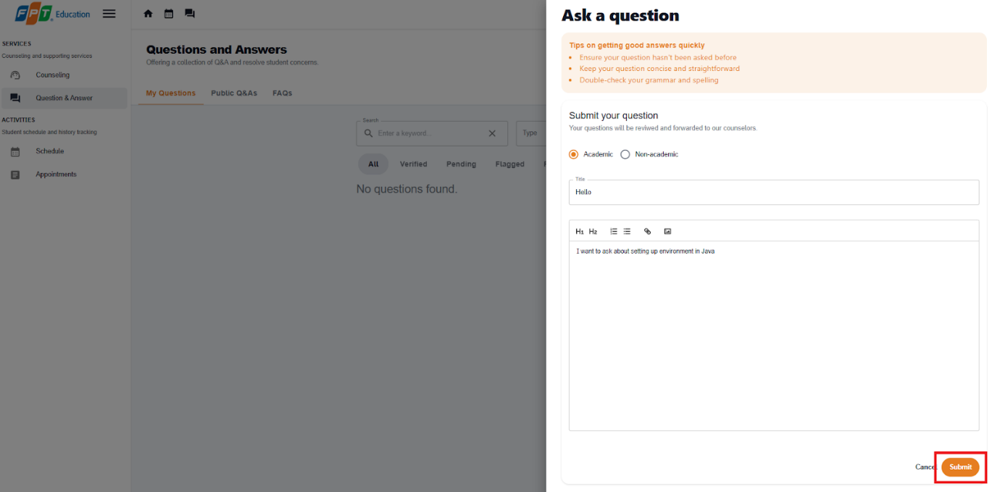 FPT Education
SERVICES
Counseling and supporting services
Counseling
Question & Answer
ACTIVITIES
Student schedule and history tracking
Schedule
Appointments
Questions and Answers
Offering a collection of Q&A and resolve student concerns.
My Questions Public Q&As FAQs
Search
Enter a keyword... Type
All Verified Pending Flagged
No questions found.
Ask a question
Tips on getting good answers quickly
• Ensure your question hasn't been asked before
• Keep your question concise and straightforward
• Double-check your grammar and spelling
Submit your question
Your questions will be reviwed and forwarded to our counselors.
Academic Non-academic
Title
Hello
H1 H2
I want to ask about setting up environment in Java
Cancel Submit